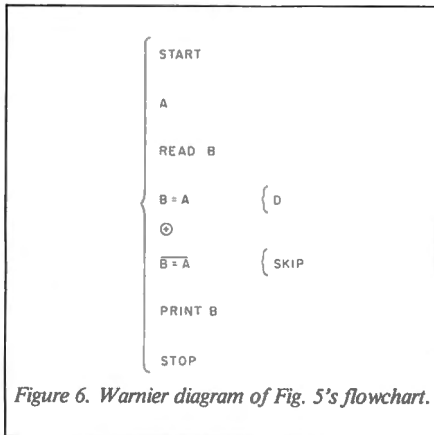 START
A
READ B
B = A { D
⊕
B = A { SKIP
PRINT B
STOP
Figure 6. Warnier diagram of Fig. 5's flowchart.